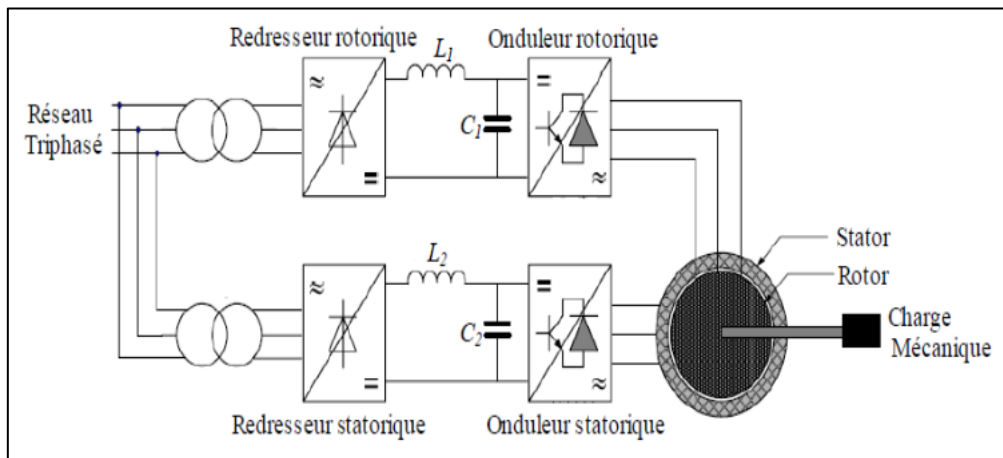 Redresseur rotorique
L₁
Onduleur rotorique
Réseau
Triphasé
C₁
≈
=
=
≈
Stator
Rotor
Charge
Mécanique
L₂
C₂
≈
=
=
≈
Redresseur statorique
Onduleur statorique